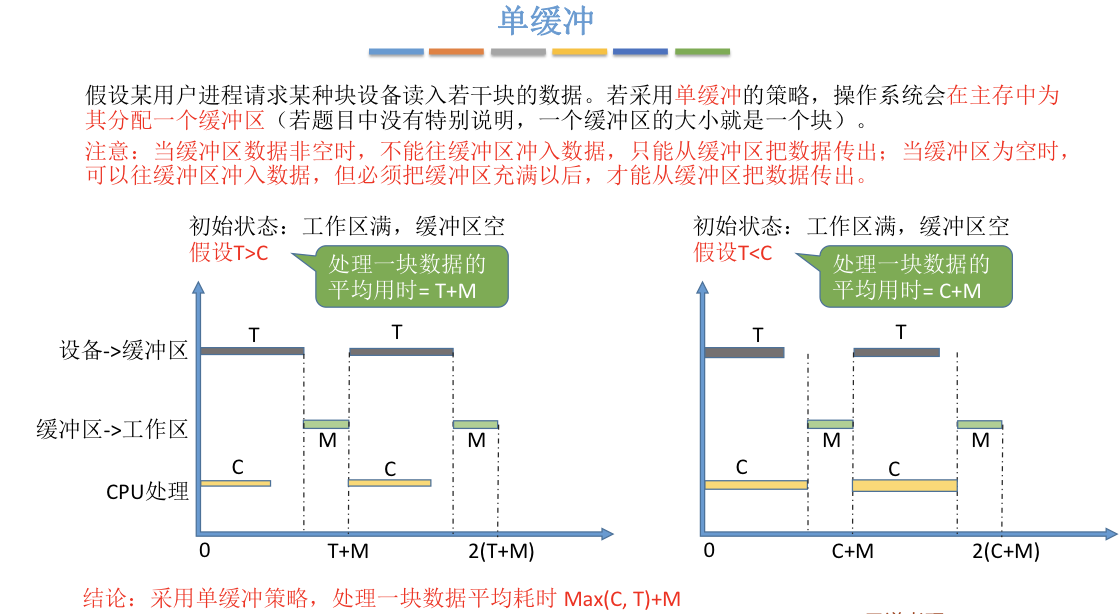 单缓冲
假设某用户进程请求某种块设备读入若干块的数据。若采用单缓冲的策略，操作系统会在主存中为
其分配一个缓冲区（若题目中没有特别说明，一个缓冲区的大小就是一个块）。
注意：当缓冲区数据非空时，不能往缓冲区冲入数据，只能从缓冲区把数据传出；当缓冲区为空时，
可以往缓冲区冲入数据，但必须把缓冲区充满以后，才能从缓冲区把数据传出。
初始状态：工作区满，缓冲区空
假设T>C
处理一块数据的
平均用时= T+M
设备->缓冲区
T
T
缓冲区->工作区
M
M
CPU处理
C
C
0
T+M
2(T+M)
初始状态：工作区满，缓冲区空
假设T<C
处理一块数据的
平均用时= C+M
T
T
M
M
C
C
0
C+M
2(C+M)
结论：采用单缓冲策略，处理一块数据平均耗时 Max(C, T)+M